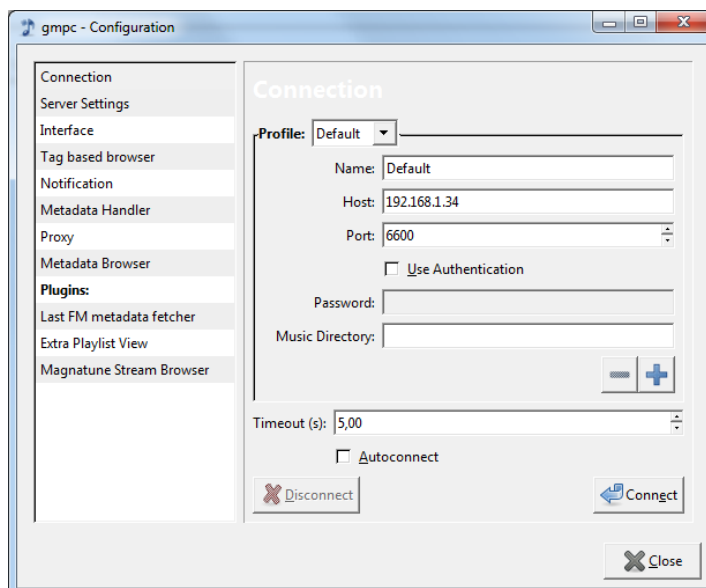 gmpc - Configuration
Connection
Server Settings
Interface
Tag based browser
Notification
Metadata Handler
Proxy
Metadata Browser
Plugins:
Last FM metadata fetcher
Extra Playlist View
Magnatune Stream Browser
Connection
Profile: Default
Name: Default
Host: 192.168.1.34
Port: 6600
Use Authentication
Password:
Music Directory:
Timeout (s): 5,00
Autoconnect
Disconnect Connect
Close